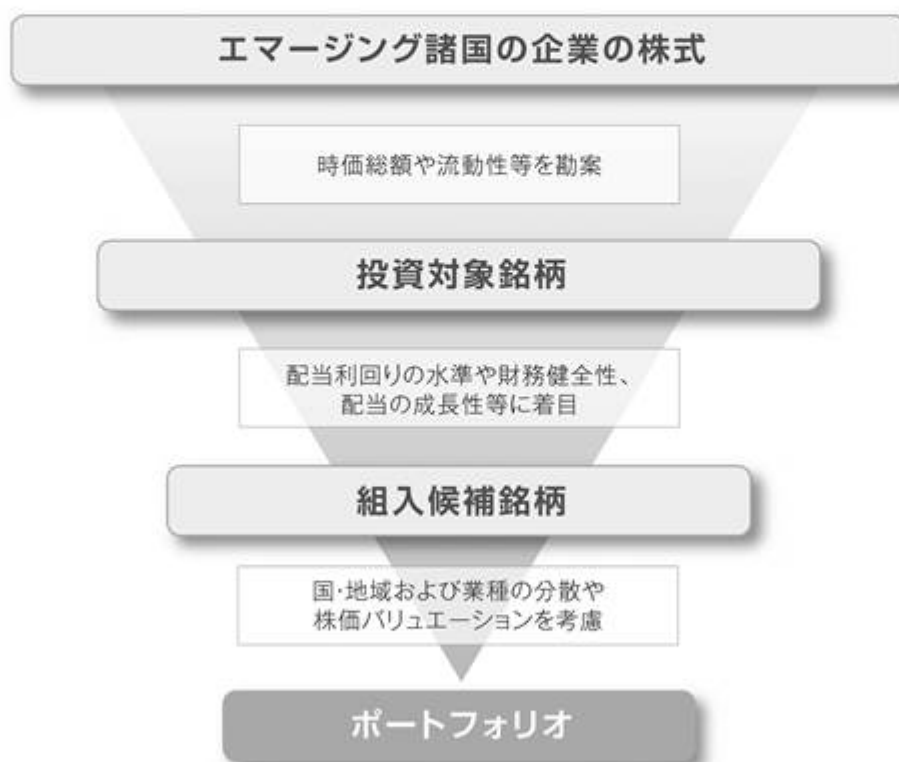 エマージング諸国の企業の株式
時価総額や流動性等を勘案
投資対象銘柄
配当利回りの水準や財務健全性、
配当の成長性等に着目
組入候補銘柄
国・地域および業種の分散や
株価バリュエーションを考慮
ポートフォリオ